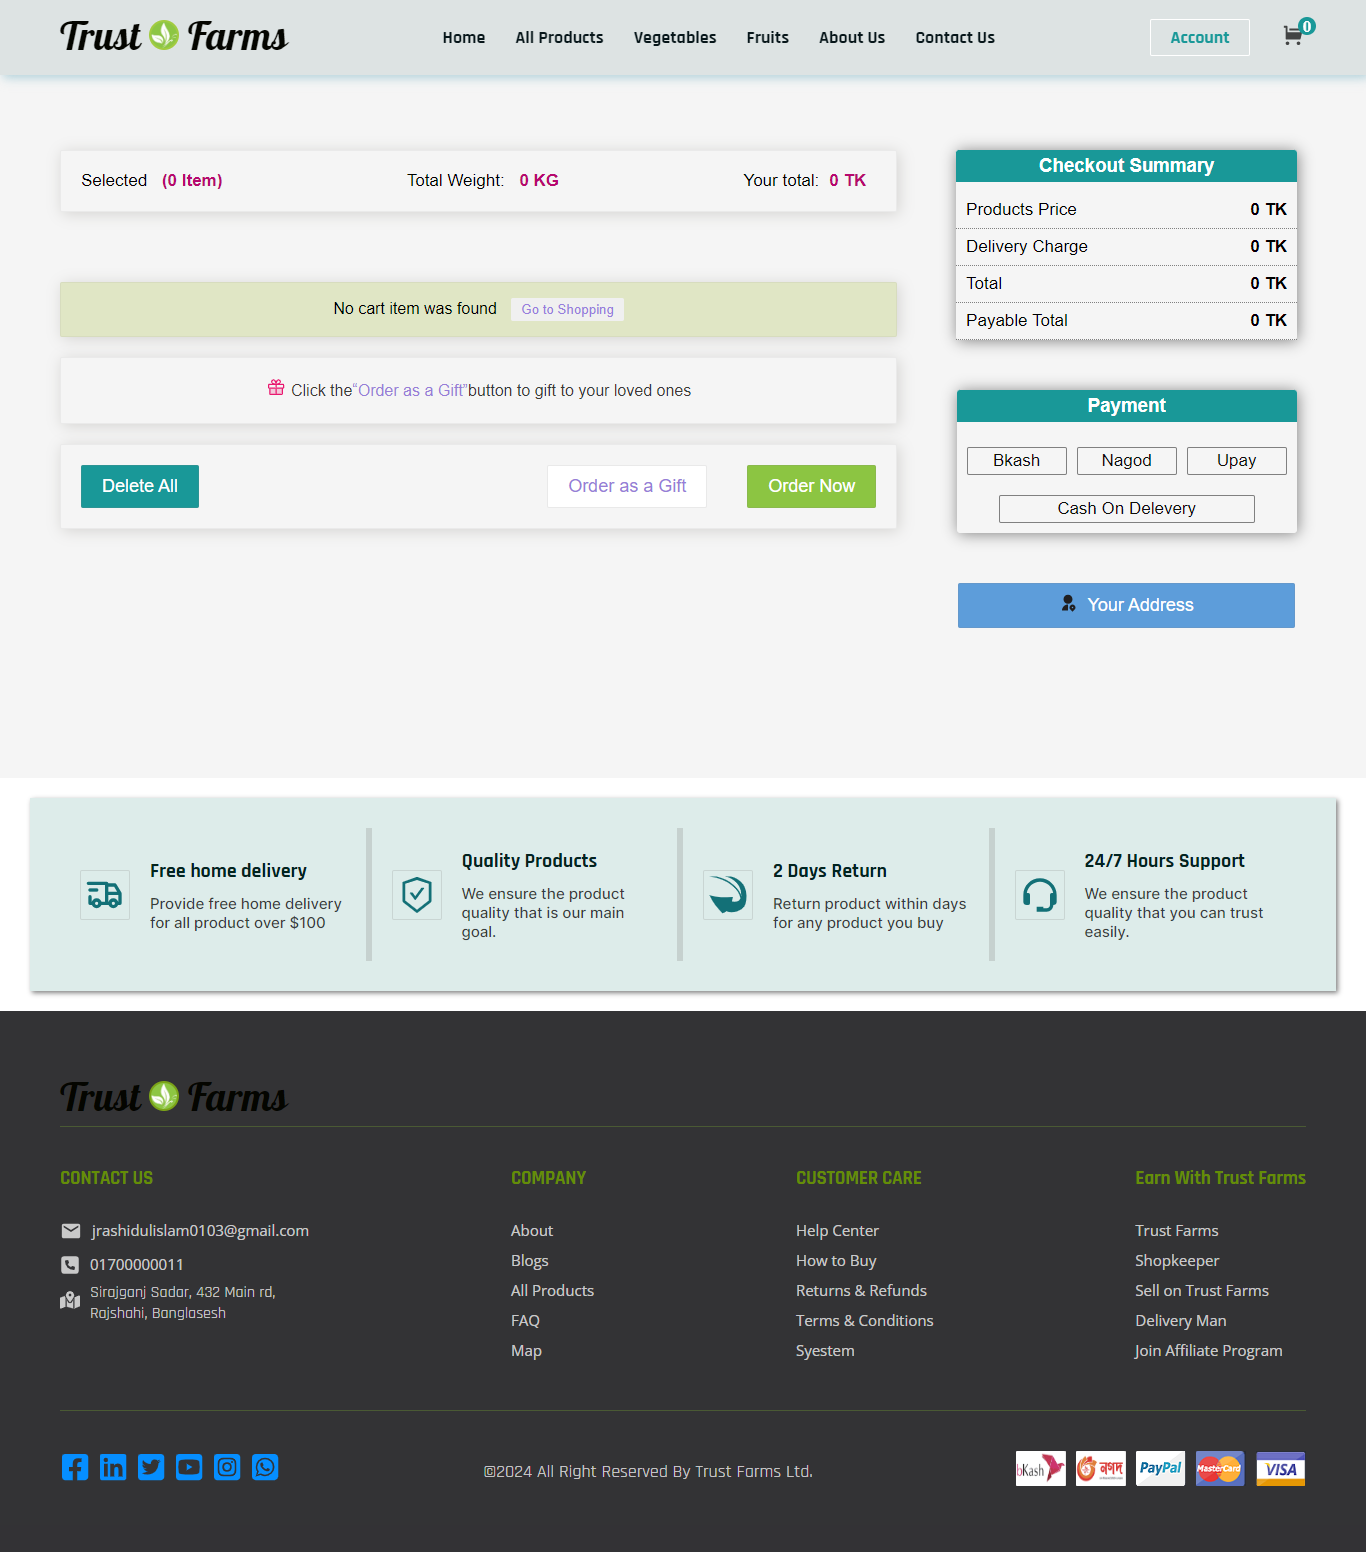 Trust Farms
Home All Products Vegetables Fruits About Us Contact Us
Account
0
Selected (0 Item) Total Weight: 0 KG Your total: 0 TK
No cart item was found Go to Shopping
Click the“Order as a Gift”button to gift to your loved ones
Delete All Order as a Gift Order Now
Checkout Summary
Products Price 0 TK
Delivery Charge 0 TK
Total 0 TK
Payable Total 0 TK
Payment
Bkash Nagod Upay
Cash On Delevery
Your Address
Free home delivery
Provide free home delivery
for all product over $100
Quality Products
We ensure the product
quality that is our main
goal.
2 Days Return
Return product within days
for any product you buy
24/7 Hours Support
We ensure the product
quality that you can trust
easily.
Trust Farms
CONTACT US
jrashidulislam0103@gmail.com
01700000011
Sirajganj Sadar, 432 Main rd,
Rajshahi, Banglasesh
COMPANY
About
Blogs
All Products
FAQ
Map
CUSTOMER CARE
Help Center
How to Buy
Returns & Refunds
Terms & Conditions
Syestem
Earn With Trust Farms
Trust Farms
Shopkeeper
Sell on Trust Farms
Delivery Man
Join Affiliate Program
©2024 All Right Reserved By Trust Farms Ltd.
bKash নগদ PayPal MasterCard VISA